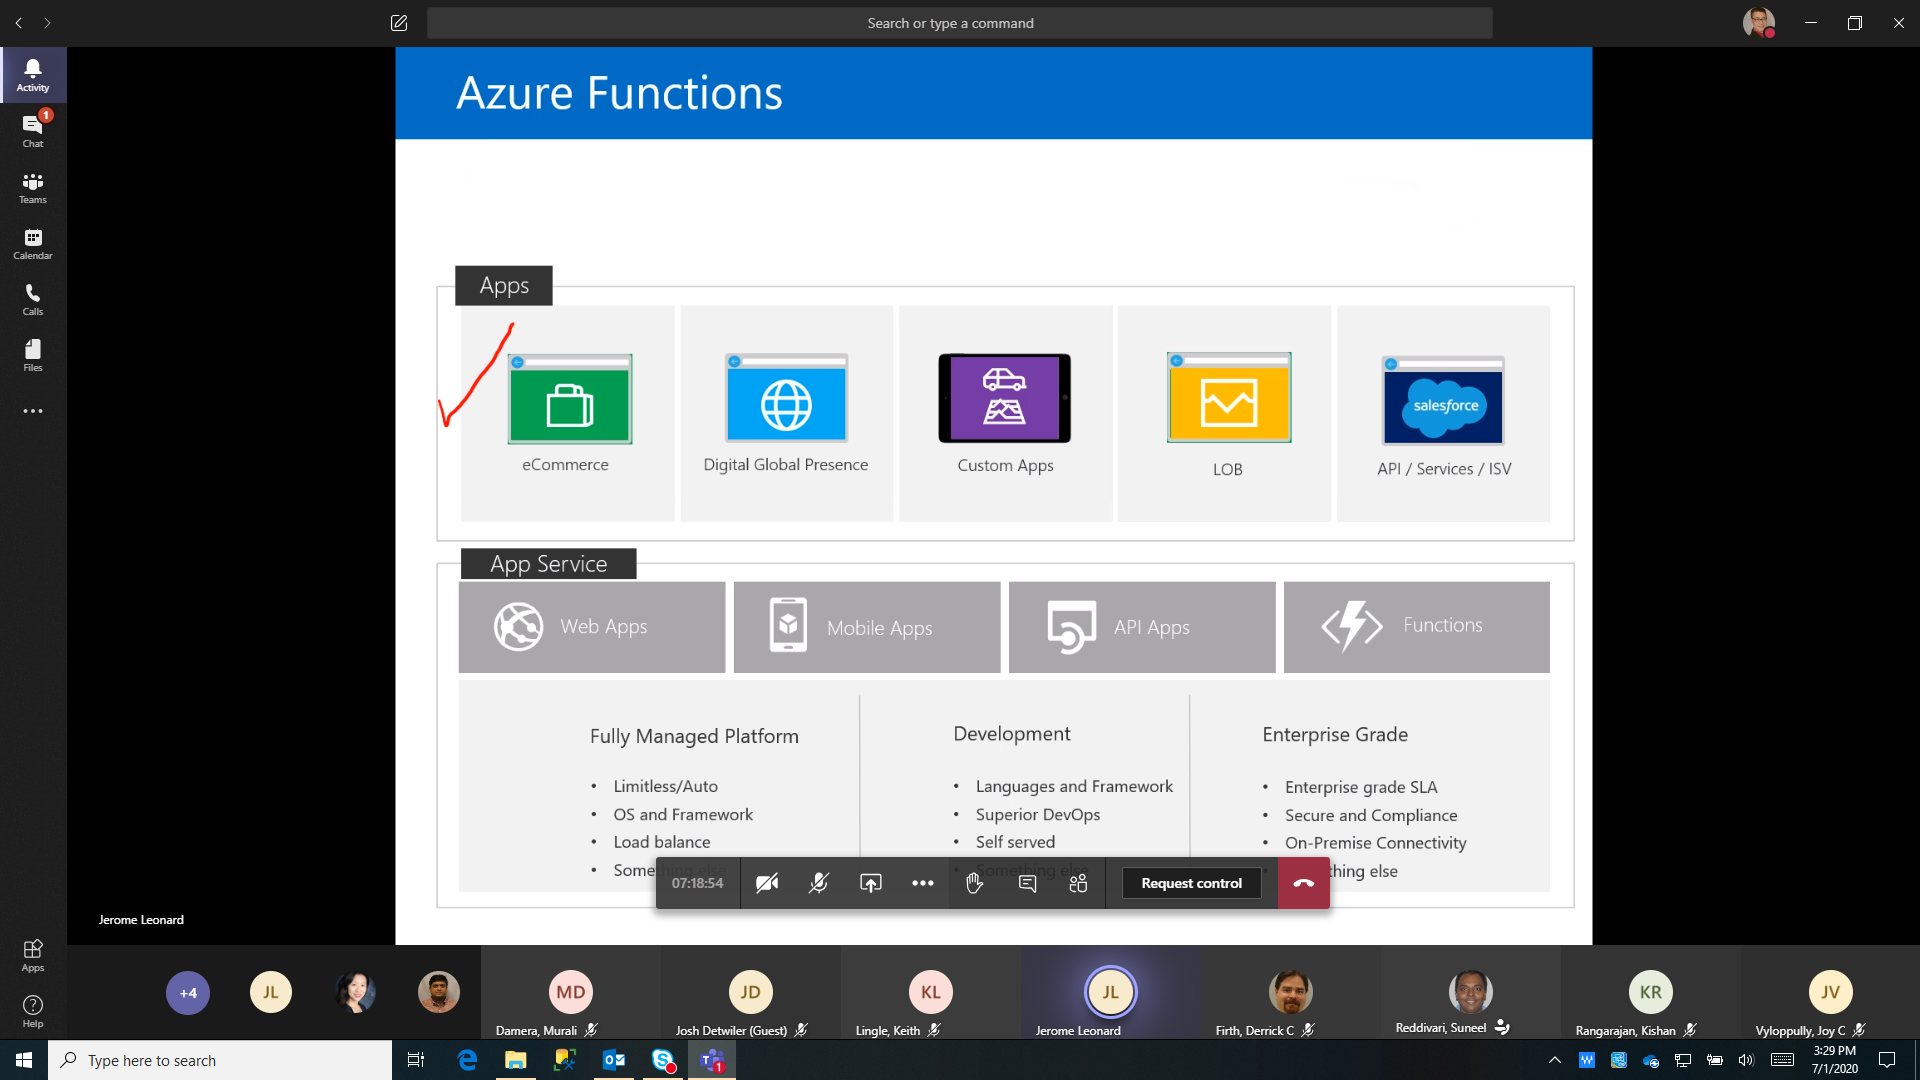 Search or type a command
Activity
1
Chat
Teams
Calendar
Calls
Files
Apps
Help
Azure Functions
Apps
eCommerce
Digital Global Presence
Custom Apps
LOB
salesforce
API / Services / ISV
App Service
Web Apps
Mobile Apps
API Apps
Functions
Fully Managed Platform
• Limitless/Auto
• OS and Framework
• Load balance
• Something else
Development
• Languages and Framework
• Superior DevOps
• Self served
• Something else
Enterprise Grade
• Enterprise grade SLA
• Secure and Compliance
• On-Premise Connectivity
thing else
07:18:54
Request control
Jerome Leonard
+4
JL
MD
Damera, Murali
JD
Josh Detwiler (Guest)
KL
Lingle, Keith
JL
Jerome Leonard
Firth, Derrick C
Reddivari, Suneel
KR
Rangarajan, Kishan
JV
Vyloppully, Joy C
Type here to search
3:29 PM
7/1/2020